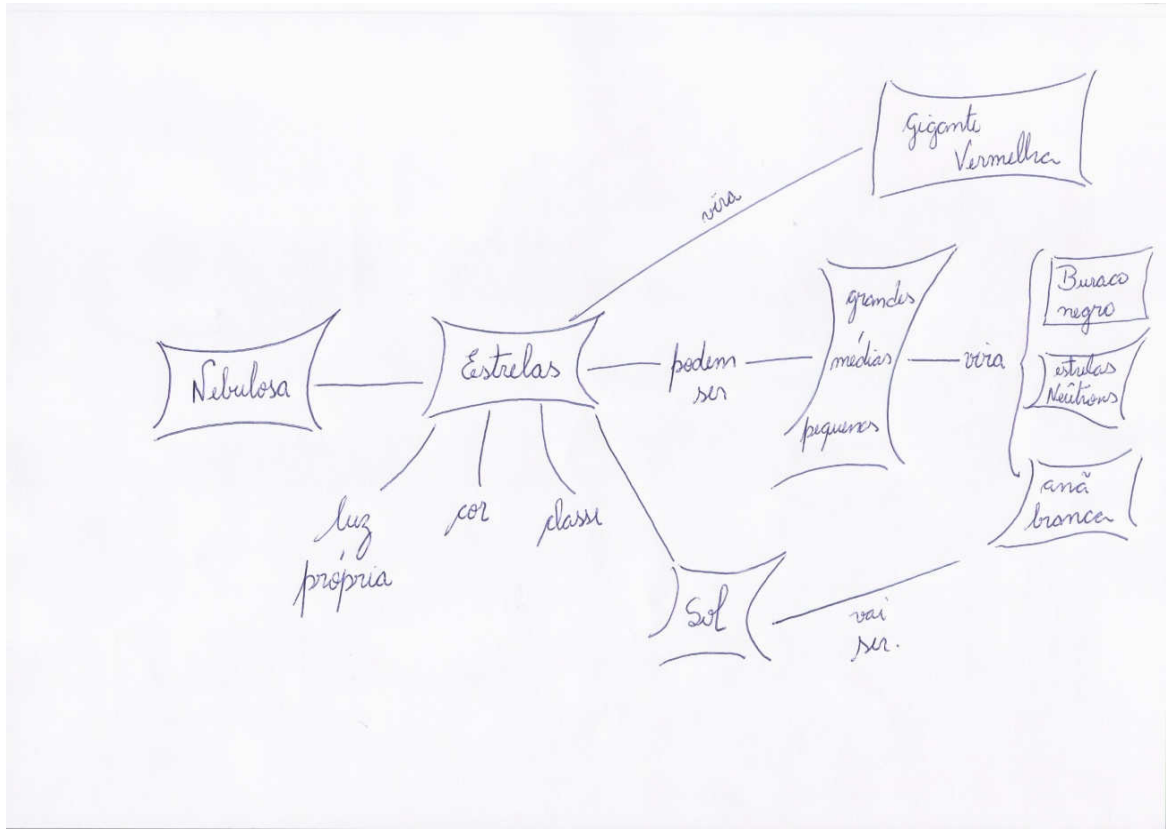 Gigante
Vermelha
vira
Nebulosa
Estrelas
podem
ser
grandes
médias
pequenas
vira
Buraco
negro
estrelas
Nêutrons
anã
branca
luz
própria
cor
classe
Sol
vai
ser.